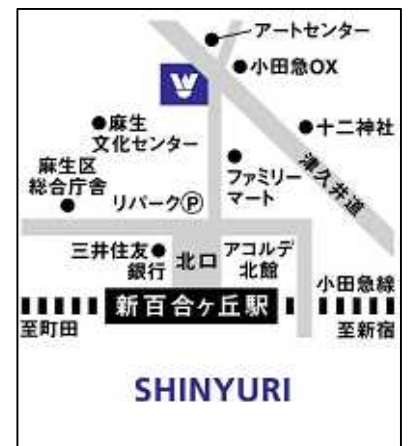 アートセンター
小田急OX
W
麻生
文化センター
十二神社
麻生区
総合庁舎
ファミリー
マート
津久井道
リパークⓅ
三井住友
銀行
北口
アコルデ
北館
小田急線
新百合ヶ丘駅
至町田
至新宿
SHINYURI